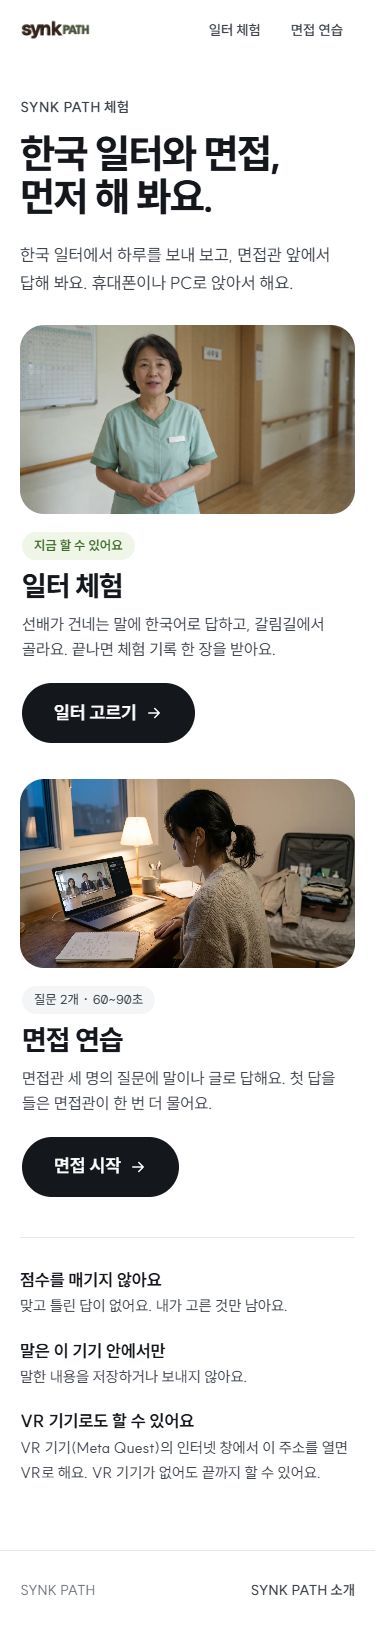 synk PATH
일터 체험
면접 연습
SYNK PATH 체험
한국 일터와 면접,
먼저 해 봐요.
한국 일터에서 하루를 보내 보고, 면접관 앞에서
답해 봐요. 휴대폰이나 PC로 앉아서 해요.
지금 할 수 있어요
일터 체험
선배가 건네는 말에 한국어로 답하고, 갈림길에서
골라요. 끝나면 체험 기록 한 장을 받아요.
일터 고르기 →
질문 2개 · 60~90초
면접 연습
면접관 세 명의 질문에 말이나 글로 답해요. 첫 답을
들은 면접관이 한 번 더 물어요.
면접 시작 →
점수를 매기지 않아요
맞고 틀린 답이 없어요. 내가 고른 것만 남아요.
말은 이 기기 안에서만
말한 내용을 저장하거나 보내지 않아요.
VR 기기로도 할 수 있어요
VR 기기(Meta Quest)의 인터넷 창에서 이 주소를 열면
VR로 해요. VR 기기가 없어도 끝까지 할 수 있어요.
SYNK PATH
SYNK PATH 소개